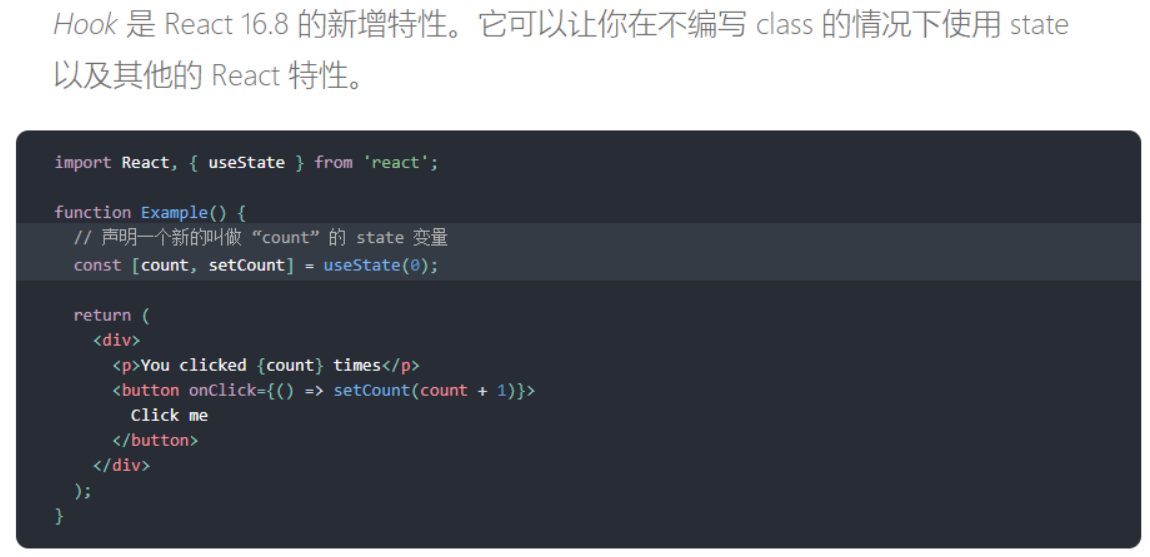 Hook 是 React 16.8 的新增特性。它可以让你在不编写 class 的情况下使用 state
以及其他的 React 特性。
import React, { useState } from 'react';
function Example() {
  // 声明一个新的叫做 “count” 的 state 变量
  const [count, setCount] = useState(0);
  return (
    <div>
      <p>You clicked {count} times</p>
      <button onClick={() => setCount(count + 1)}>
        Click me
      </button>
    </div>
  );
}